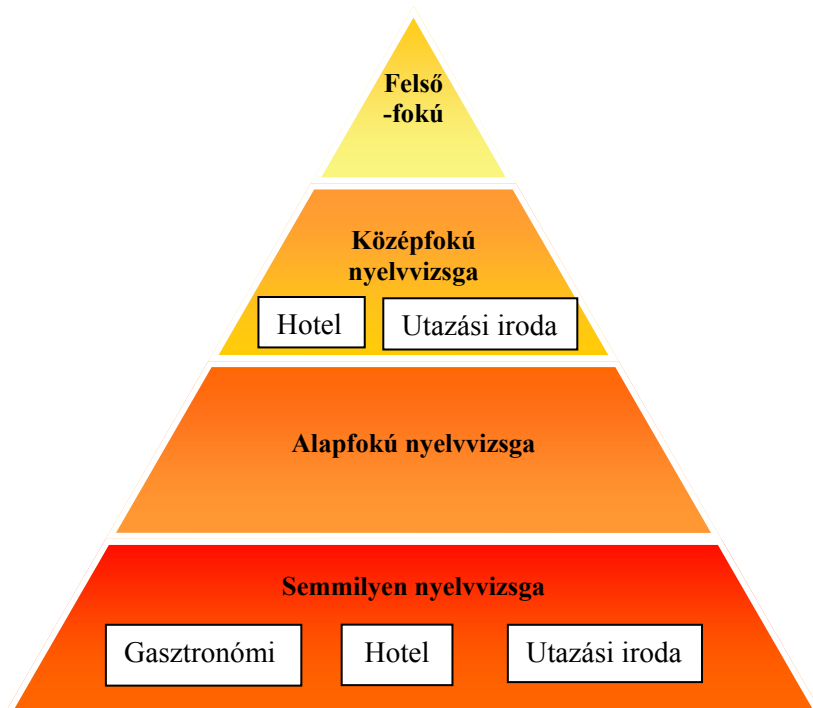 Felső
-fokú
Középfokú
nyelvvizsga
Hotel
Utazási iroda
Alapfokú nyelvvizsga
Semmilyen nyelvvizsga
Gasztronómi
Hotel
Utazási iroda